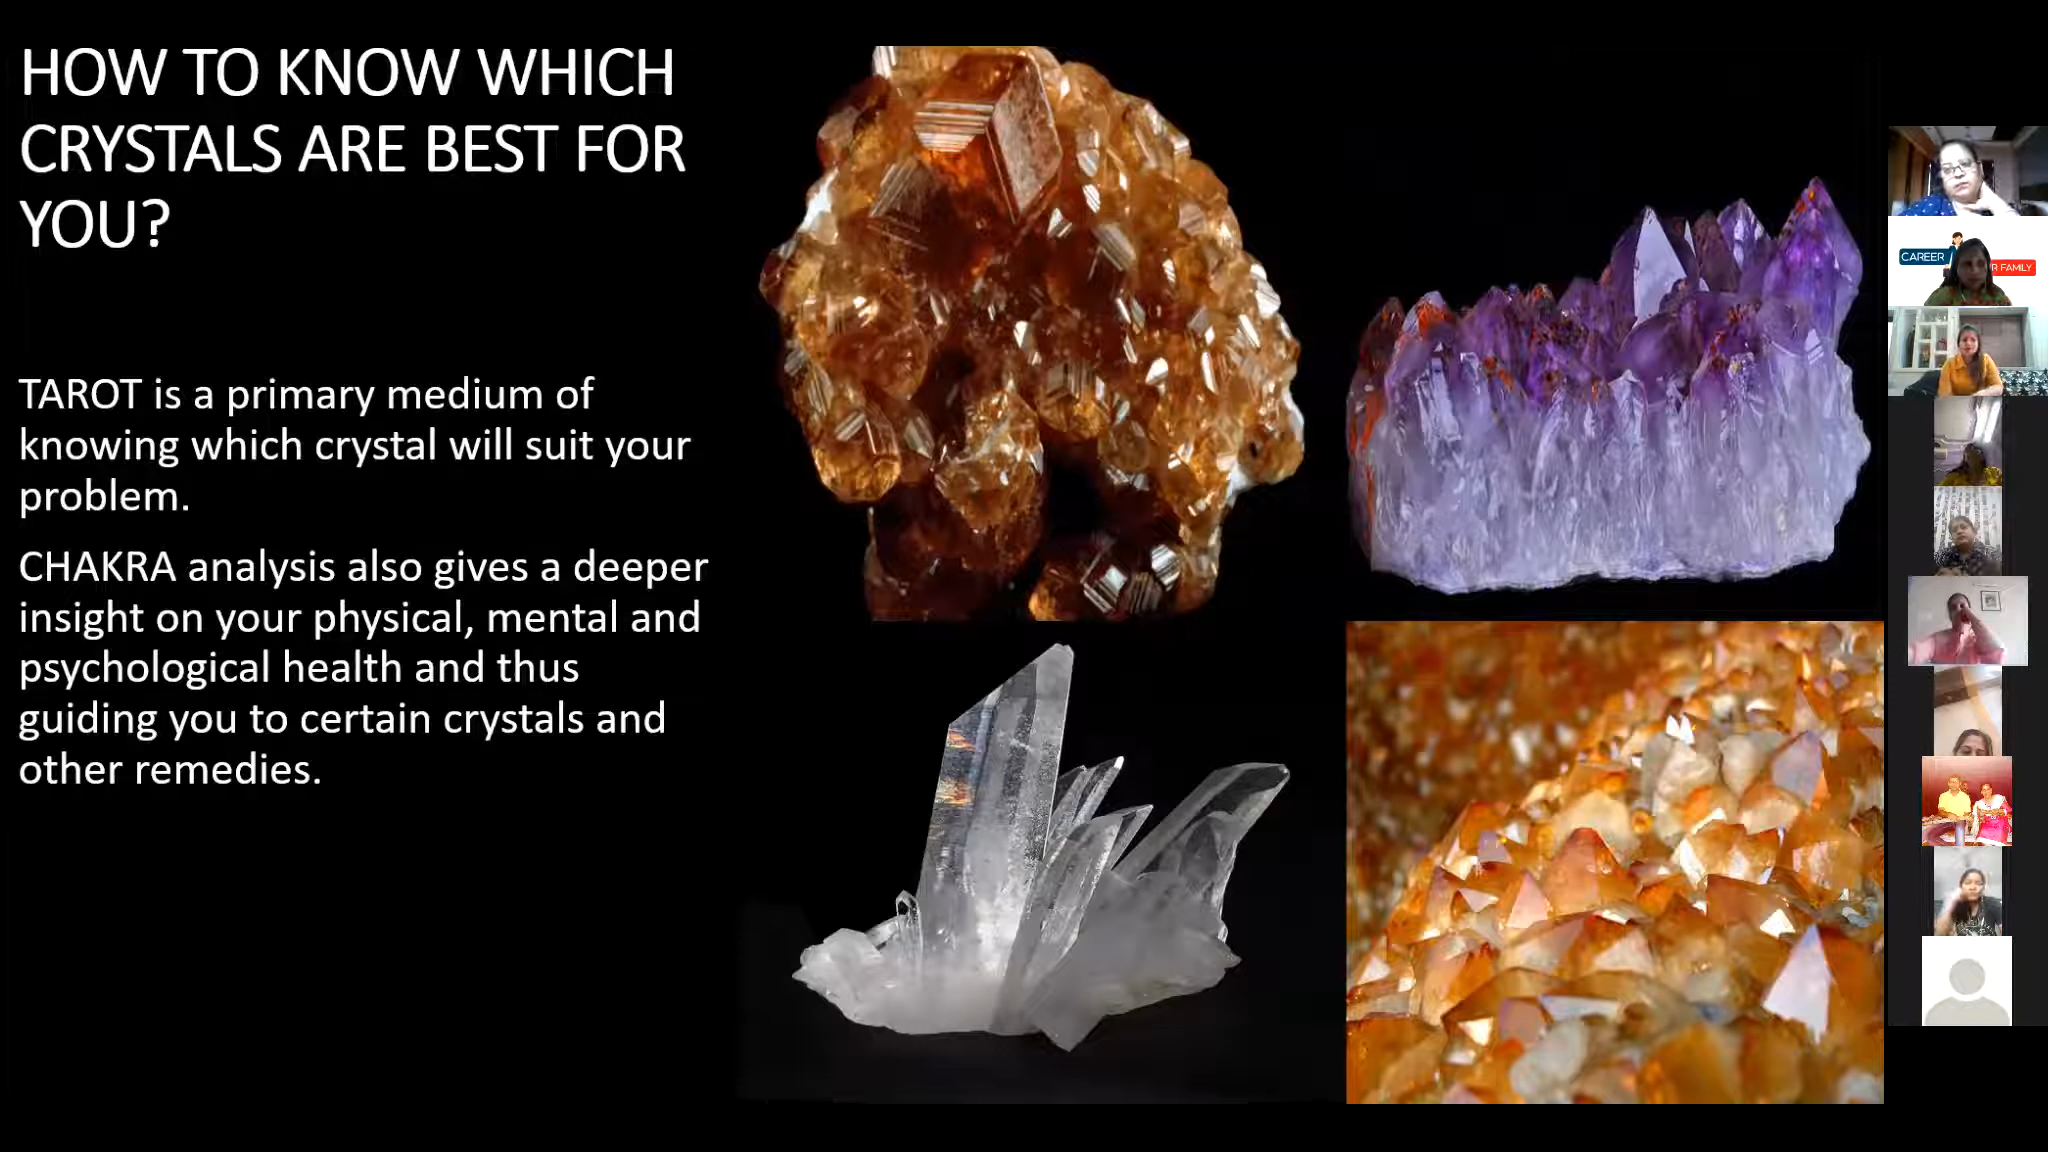 HOW TO KNOW WHICH
CRYSTALS ARE BEST FOR
YOU?
TAROT is a primary medium of
knowing which crystal will suit your
problem.
CHAKRA analysis also gives a deeper
insight on your physical, mental and
psychological health and thus
guiding you to certain crystals and
other remedies.
CAREER
R FAMILY